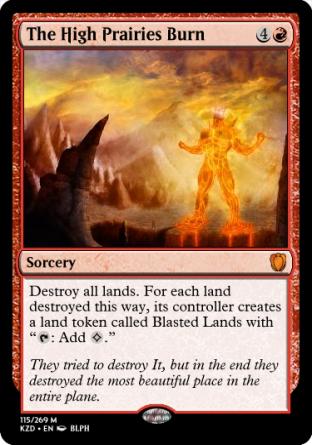 The High Prairies Burn 4
Sorcery
Destroy all lands. For each land
destroyed this way, its controller creates
a land token called Blasted Lands with
“: Add .”
They tried to destroy It, but in the end they
destroyed the most beautiful place in the
entire plane.
115/269 M
KZD • EN BLPH